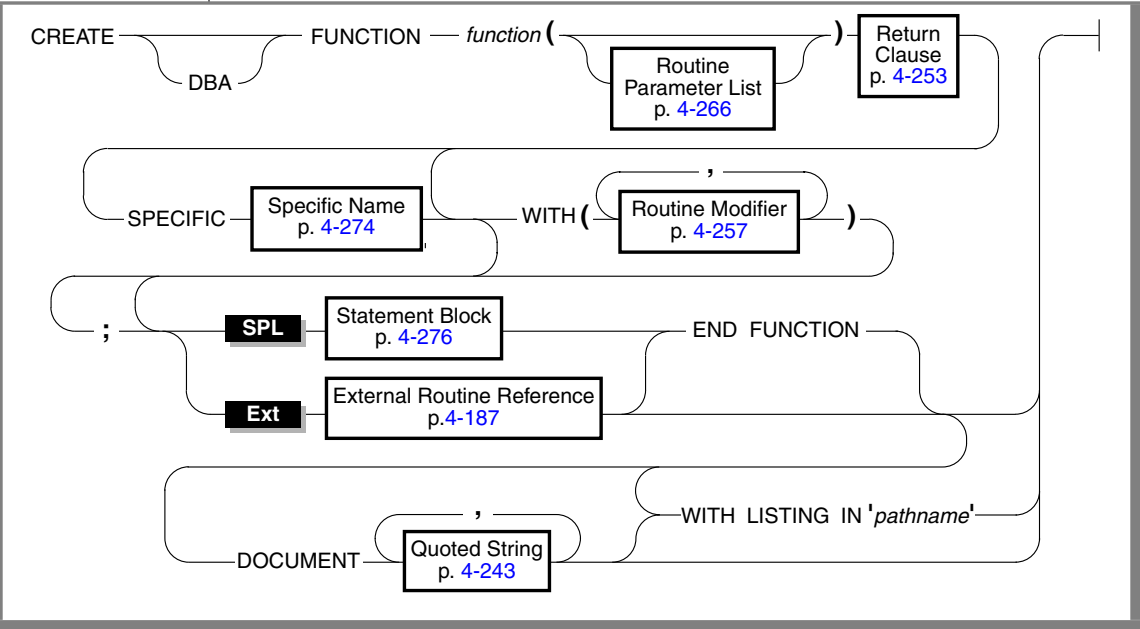 CREATE
DBA
FUNCTION
function (
Routine
Parameter List
p. 4-266
)
Return
Clause
p. 4-253
SPECIFIC
Specific Name
p. 4-274
WITH (
,
Routine Modifier
p. 4-257
)
;
SPL
Statement Block
p. 4-276
END FUNCTION
Ext
External Routine Reference
p.4-187
DOCUMENT
,
Quoted String
p. 4-243
WITH LISTING IN 'pathname'